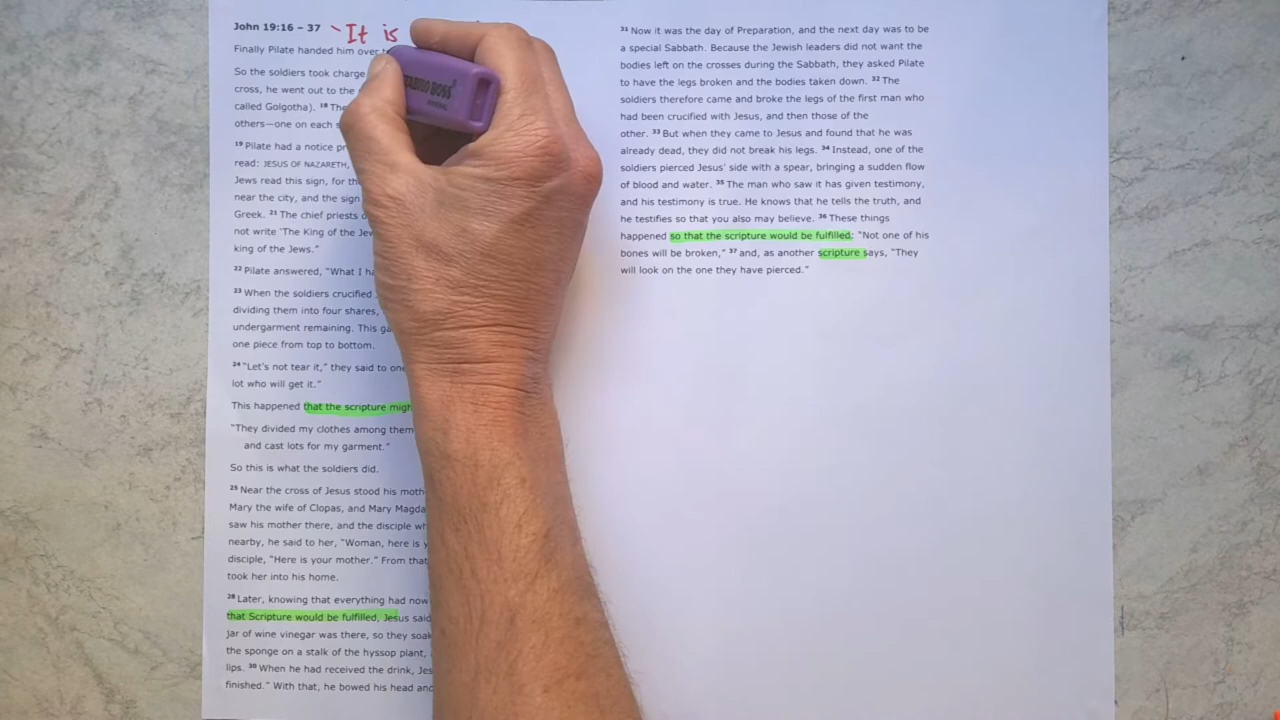 John 19:16 – 37 ~ It is
Finally Pilate handed him over
So the soldiers took charge
cross, he went out to the
called Golgotha). 18 The
others—one on each
19 Pilate had a notice
read: JESUS OF NAZARETH,
Jews read this sign, for
near the city, and the sign
Greek. 21 The chief priests
not write 'The King of the
king of the Jews."
22 Pilate answered, "What I
23 When the soldiers crucified
dividing them into four shares,
undergarment remaining. This
one piece from top to bottom.
24 "Let's not tear it," they said to
lot who will get it."
This happened that the scripture
"They divided my clothes among them
and cast lots for my garment."
So this is what the soldiers did.
25 Near the cross of Jesus stood his
Mary the wife of Clopas, and Mary
saw his mother there, and the disciple
nearby, he said to her, "Woman, here is
disciple, "Here is your mother." From that
took her into his home.
28 Later, knowing that everything had now
that Scripture would be fulfilled, Jesus said
jar of wine vinegar was there, so they
the sponge on a stalk of the hyssop plant,
lips. 30 When he had received the drink,
finished." With that, he bowed his head and
STABILO BOSS
ORIGINAL
31 Now it was the day of Preparation, and the next day was to be
a special Sabbath. Because the Jewish leaders did not want the
bodies left on the crosses during the Sabbath, they asked Pilate
to have the legs broken and the bodies taken down. 32 The
soldiers therefore came and broke the legs of the first man who
had been crucified with Jesus, and then those of the
other. 33 But when they came to Jesus and found that he was
already dead, they did not break his legs. 34 Instead, one of the
soldiers pierced Jesus' side with a spear, bringing a sudden flow
of blood and water. 35 The man who saw it has given testimony,
and his testimony is true. He knows that he tells the truth, and
he testifies so that you also may believe. 36 These things
happened so that the scripture would be fulfilled: "Not one of his
bones will be broken," 37 and, as another scripture says, "They
will look on the one they have pierced."